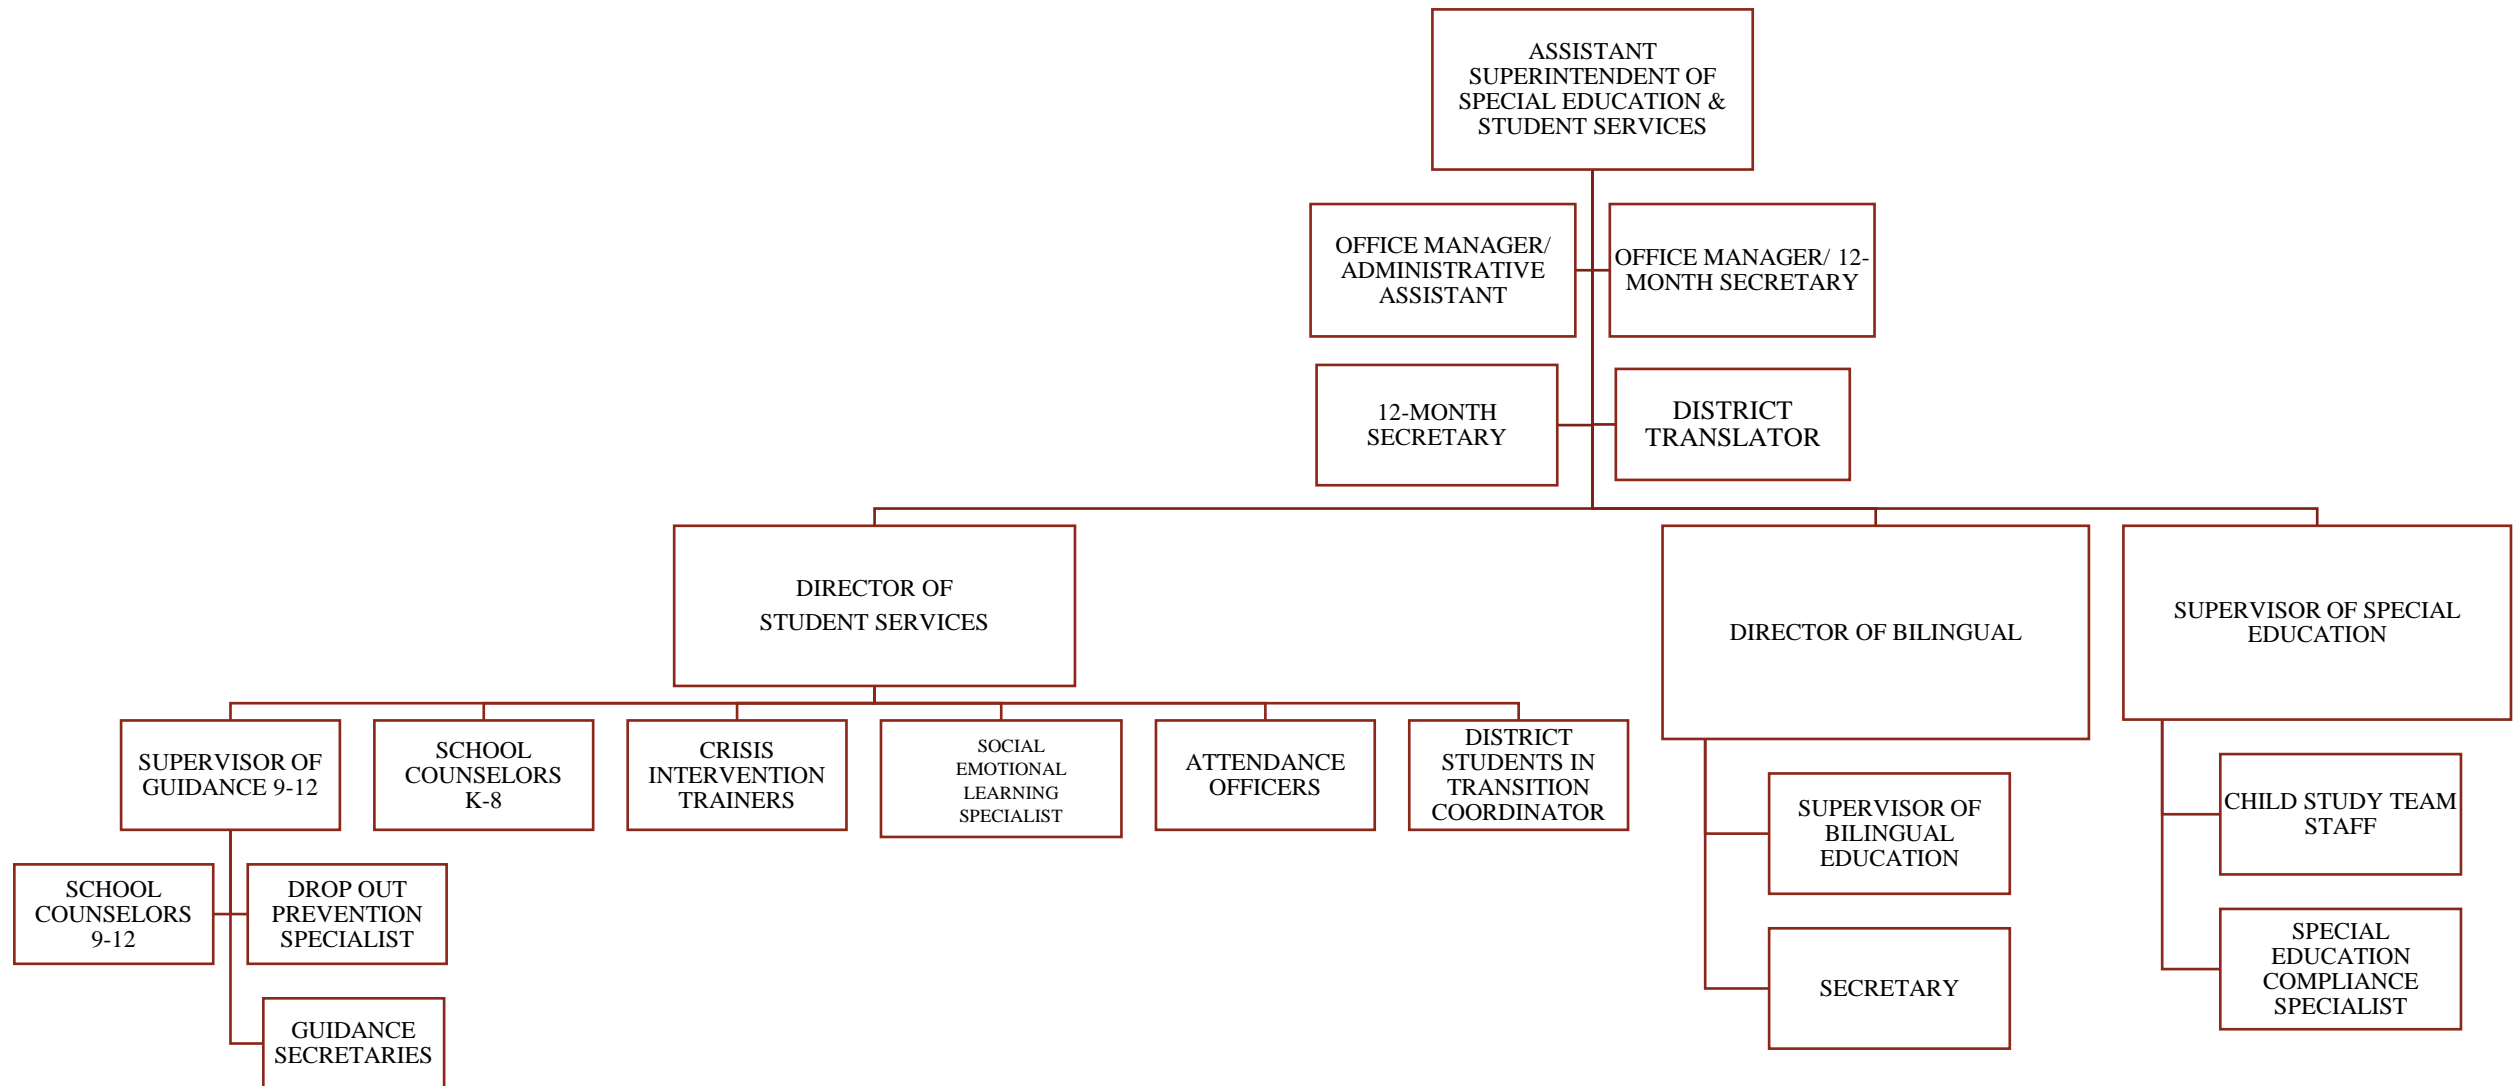 ASSISTANT
SUPERINTENDENT OF
SPECIAL EDUCATION &
STUDENT SERVICES
OFFICE MANAGER/
ADMINISTRATIVE
ASSISTANT
OFFICE MANAGER/ 12-
MONTH SECRETARY
12-MONTH
SECRETARY
DISTRICT
TRANSLATOR
DIRECTOR OF
STUDENT SERVICES
DIRECTOR OF BILINGUAL
SUPERVISOR OF SPECIAL
EDUCATION
SUPERVISOR OF
GUIDANCE 9-12
SCHOOL
COUNSELORS
K-8
CRISIS
INTERVENTION
TRAINERS
SOCIAL
EMOTIONAL
LEARNING
SPECIALIST
ATTENDANCE
OFFICERS
DISTRICT
STUDENTS IN
TRANSITION
COORDINATOR
SUPERVISOR OF
BILINGUAL
EDUCATION
CHILD STUDY TEAM
STAFF
SCHOOL
COUNSELORS
9-12
DROP OUT
PREVENTION
SPECIALIST
SECRETARY
SPECIAL
EDUCATION
COMPLIANCE
SPECIALIST
GUIDANCE
SECRETARIES